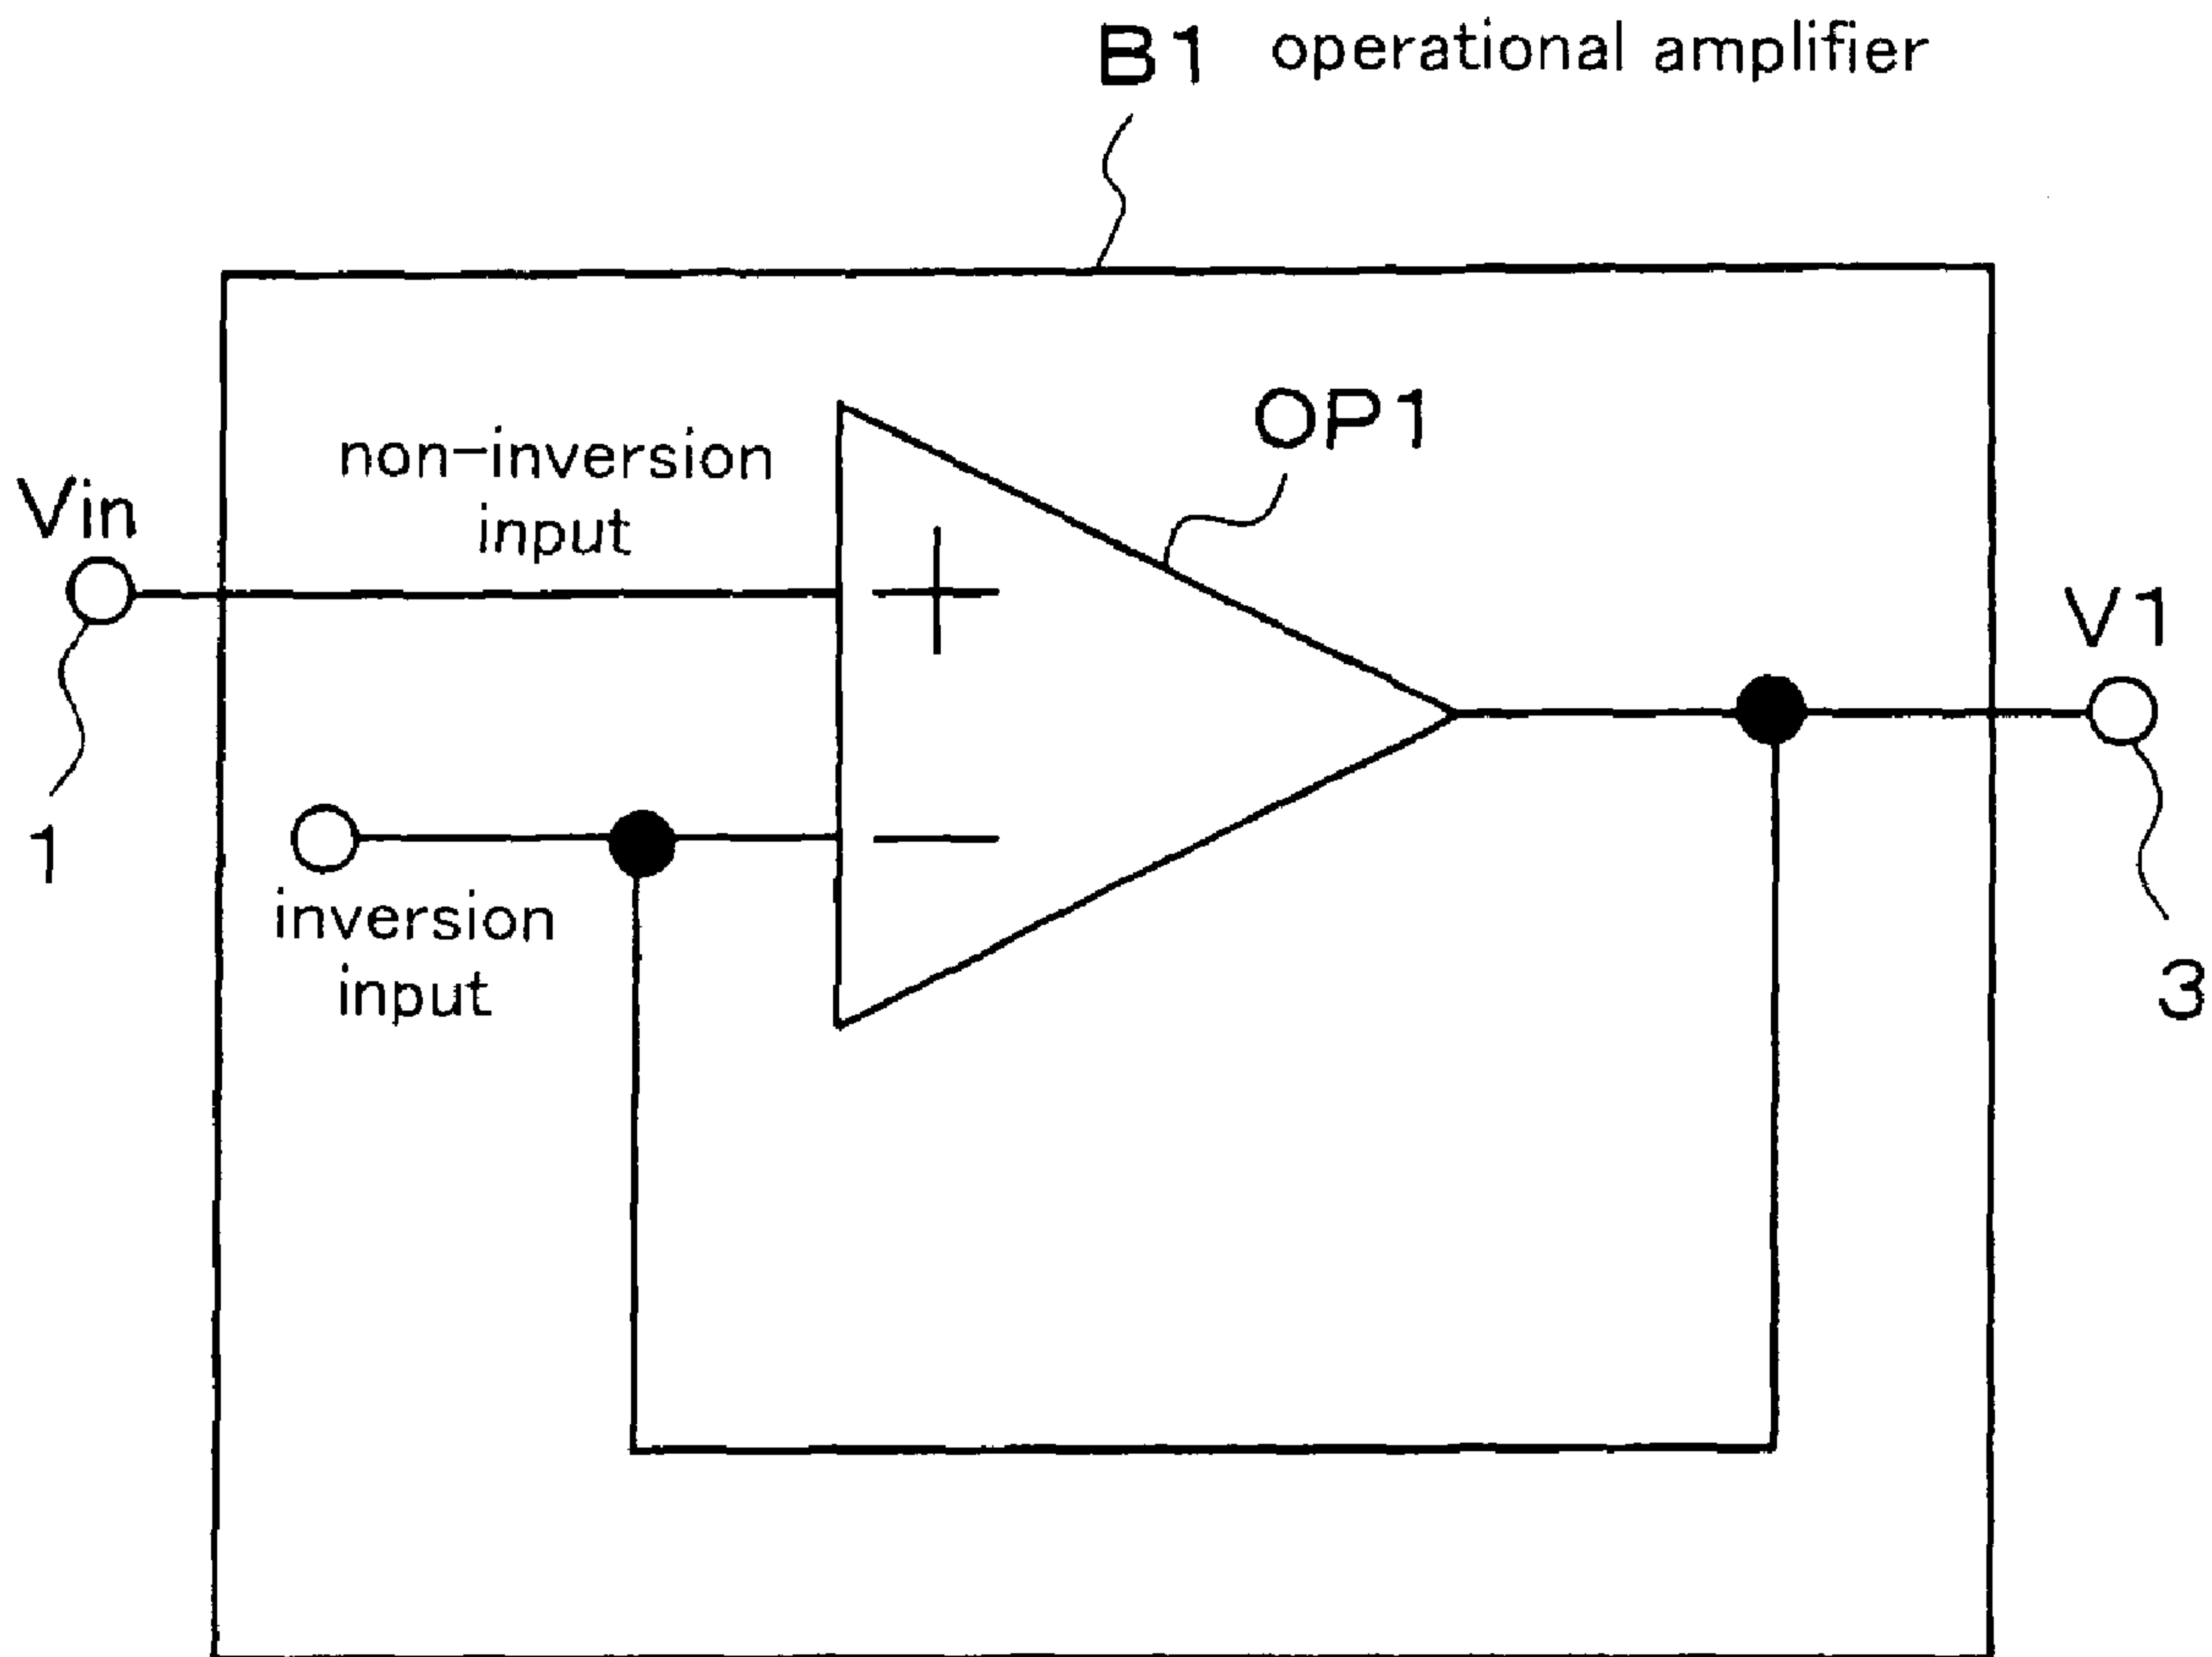 B1 operational amplifier
OP1
non-inversion
input
Vin
+
V1
1
−
inversion
input
3